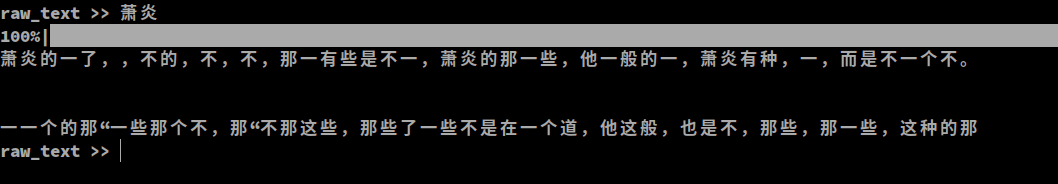 raw_text >> 萧炎
100%|
萧炎的一了，，不的，不，不，那一有些是不一，萧炎的那一些，他一般的一，萧炎有种，一，而是不一个不。
一一个的那“一些那个不，那“不那这些，那些了一些不是在一个道，他这般，也是不，那些，那一些，这种的那
raw_text >>